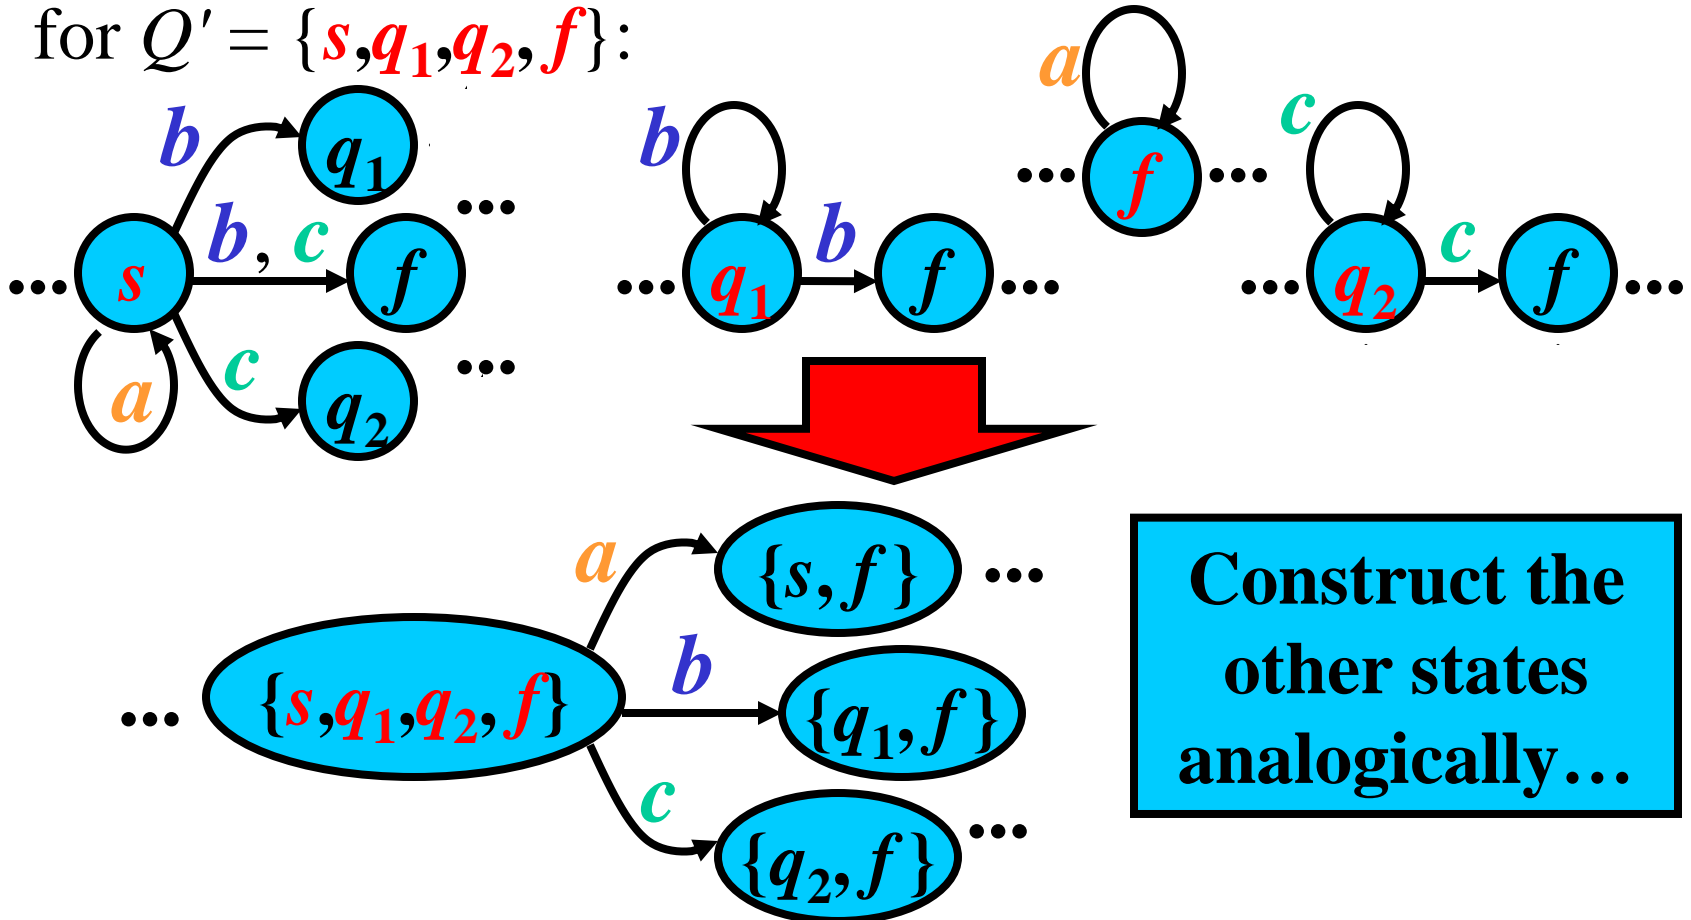 for Q' = {s,q1,q2,f}:
b
q1
...
b, c
... s f
a
c
q2
...
b
b
... q1 f ...
a
... f ...
c
c
... q2 f ...
a
{s,f} ...
b
... {s,q1,q2,f} {q1,f}
c
{q2,f} ...
Construct the
other states
analogically…